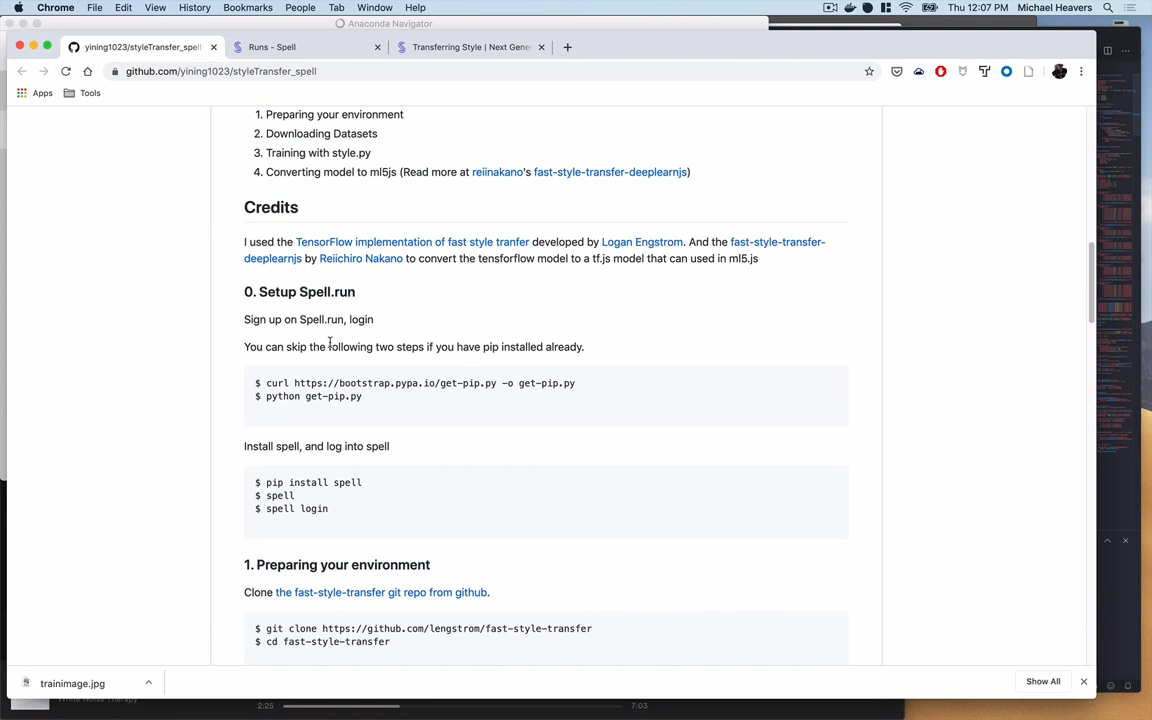 Chrome File Edit View History Bookmarks People Tab Window Help Thu 12:07 PM Michael Heavers
Anaconda Navigator
yining1023/styleTransfer_spell: Runs - Spell Transferring Style | Next Gene
github.com/yining1023/styleTransfer_spell
Apps Tools
1. Preparing your environment
2. Downloading Datasets
3. Training with style.py
4. Converting model to ml5js (Read more at reiinakano's fast-style-transfer-deeplearnjs)
Credits
I used the TensorFlow implementation of fast style tranfer developed by Logan Engstrom. And the fast-style-transfer-
deeplearnjs by Reiichiro Nakano to convert the tensforflow model to a tf.js model that can used in ml5.js
0. Setup Spell.run
Sign up on Spell.run, login
You can skip the following two steps if you have pip installed already.
$ curl https://bootstrap.pypa.io/get-pip.py -o get-pip.py
$ python get-pip.py
Install spell, and log into spell
$ pip install spell
$ spell
$ spell login
1. Preparing your environment
Clone the fast-style-transfer git repo from github.
$ git clone https://github.com/lengstrom/fast-style-transfer
$ cd fast-style-transfer
trainimage.jpg Show All
White Noise Therapy
2:25 7:03